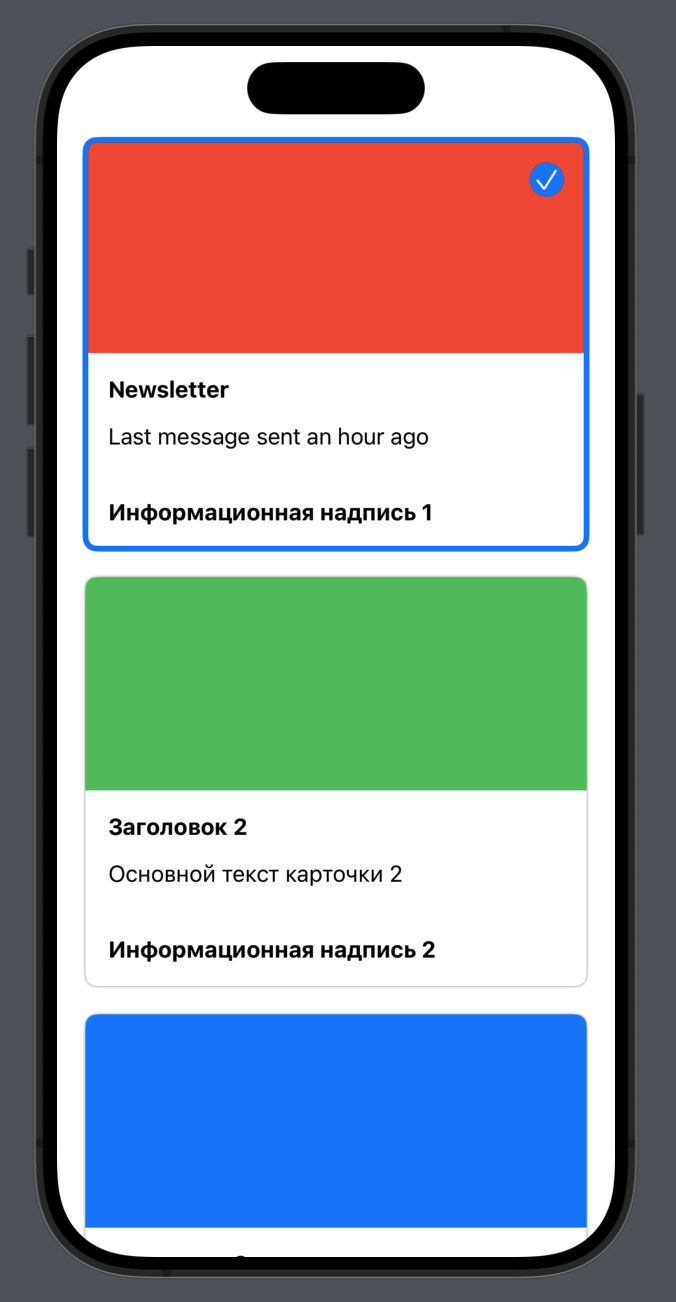 Newsletter
Last message sent an hour ago
Информационная надпись 1
Заголовок 2
Основной текст карточки 2
Информационная надпись 2